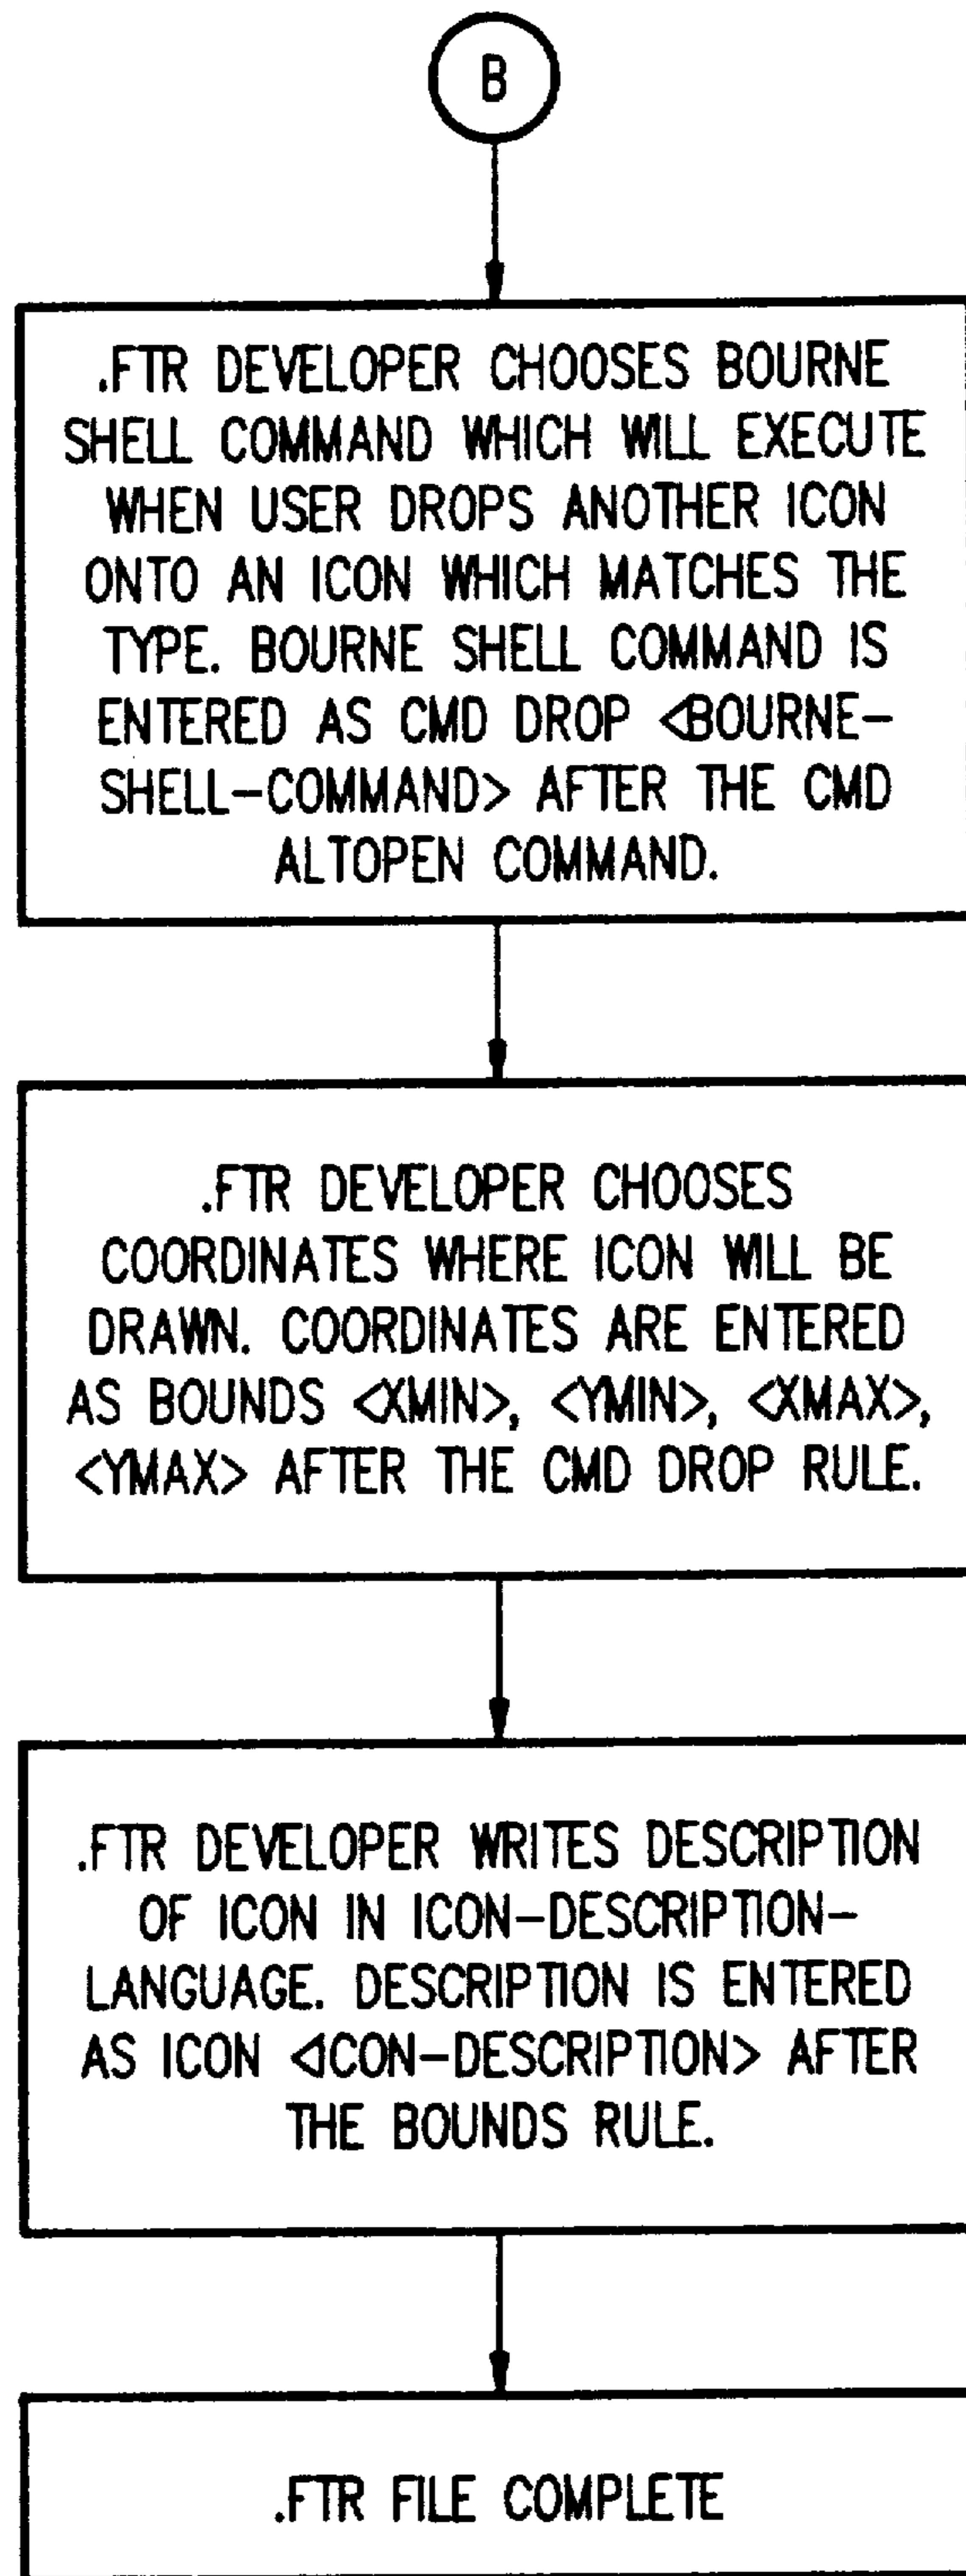 B
.FTR DEVELOPER CHOOSES BOURNE
SHELL COMMAND WHICH WILL EXECUTE
WHEN USER DROPS ANOTHER ICON
ONTO AN ICON WHICH MATCHES THE
TYPE. BOURNE SHELL COMMAND IS
ENTERED AS CMD DROP <BOURNE-
SHELL-COMMAND> AFTER THE CMD
ALTOPEN COMMAND.
.FTR DEVELOPER CHOOSES
COORDINATES WHERE ICON WILL BE
DRAWN. COORDINATES ARE ENTERED
AS BOUNDS <XMIN>, <YMIN>, <XMAX>,
<YMAX> AFTER THE CMD DROP RULE.
.FTR DEVELOPER WRITES DESCRIPTION
OF ICON IN ICON-DESCRIPTION-
LANGUAGE. DESCRIPTION IS ENTERED
AS ICON <ICON-DESCRIPTION> AFTER
THE BOUNDS RULE.
.FTR FILE COMPLETE